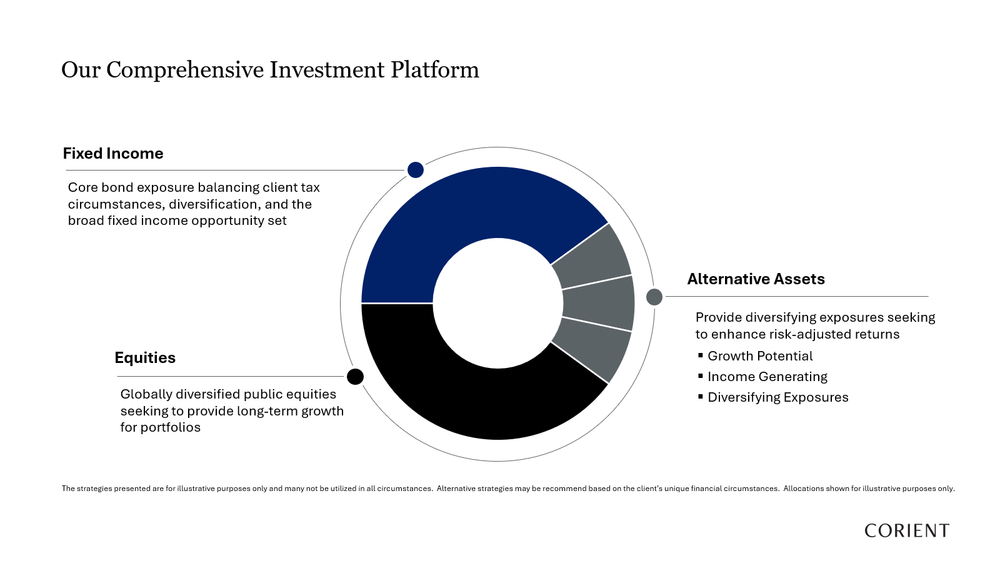 Our Comprehensive Investment Platform
Fixed Income
Core bond exposure balancing client tax
circumstances, diversification, and the
broad fixed income opportunity set
Alternative Assets
Provide diversifying exposures seeking
to enhance risk-adjusted returns
▪ Growth Potential
▪ Income Generating
▪ Diversifying Exposures
Equities
Globally diversified public equities
seeking to provide long-term growth
for portfolios
The strategies presented are for illustrative purposes only and many not be utilized in all circumstances.  Alternative strategies may be recommend based on the client's unique financial circumstances.  Allocations shown for illustrative purposes only.
CORIENT